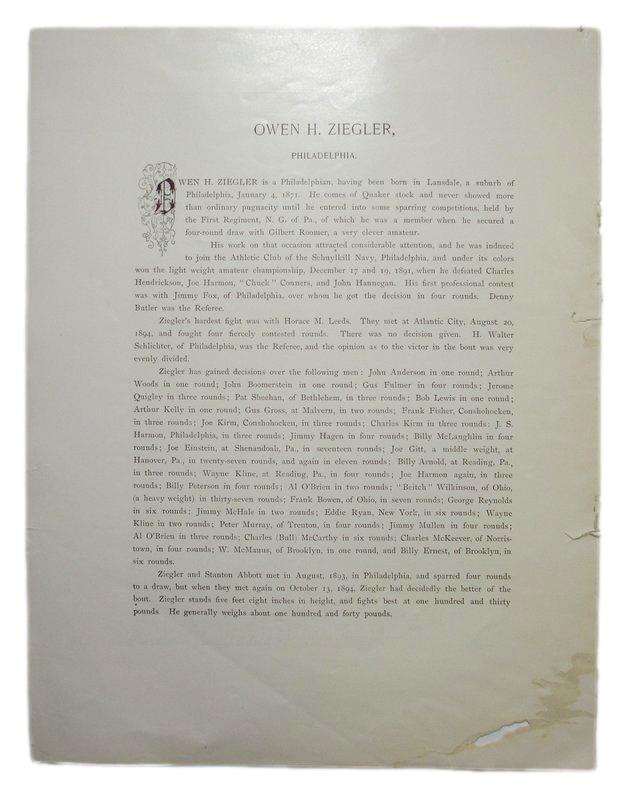 OWEN H. ZIEGLER,
PHILADELPHIA.
OWEN H. ZIEGLER is a Philadelphian, having been born in Lansdale, a suburb of
Philadelphia, January 4, 1871. He comes of Quaker stock and never showed more
than ordinary pugnacity until he entered into some sparring competitions, held by
the First Regiment, N. G. of Pa., of which he was a member when he secured a
four-round draw with Gilbert Roomer, a very clever amateur.
His work on that occasion attracted considerable attention, and he was induced
to join the Athletic Club of the Schuylkill Navy, Philadelphia, and under its colors
won the light weight amateur championship, December 17 and 19, 1891, when he defeated Charles
Hendrickson, Joe Harmon, "Chuck" Conners, and John Hannegan. His first professional contest
was with Jimmy Fox, of Philadelphia, over whom he got the decision in four rounds. Denny
Butler was the Referee.
Ziegler's hardest fight was with Horace M. Leeds. They met at Atlantic City, August 20,
1894, and fought four fiercely contested rounds. There was no decision given. H. Walter
Schlichter, of Philadelphia, was the Referee, and the opinion as to the victor in the bout was very
evenly divided.
Ziegler has gained decisions over the following men: John Anderson in one round; Arthur
Woods in one round; John Boomerstein in one round; Gus Fulmer in four rounds; Jerome
Quigley in three rounds; Pat Sheehan, of Bethlehem, in three rounds; Bob Lewis in one round;
Arthur Kelly in one round; Gus Gross, at Malvern, in two rounds; Frank Fisher, Conshohocken,
in three rounds; Joe Kirm, Conshohocken, in three rounds; Charles Kirm in three rounds: J. S.
Harmon, Philadelphia, in three rounds; Jimmy Hagen in four rounds; Billy McLaughlin in four
rounds; Joe Einstein, at Shenandoah, Pa., in seventeen rounds; Joe Gitt, a middle weight, at
Hanover, Pa., in twenty-seven rounds, and again in eleven rounds; Billy Arnold, at Reading, Pa.,
in three rounds; Wayne Kline, at Reading, Pa., in four rounds; Joe Harmon again, in three
rounds; Billy Peterson in four rounds; Al O'Brien in two rounds; "Beitch" Wilkinson, of Ohio,
(a heavy weight) in thirty-seven rounds; Frank Bowen, of Ohio, in seven rounds; George Reynolds
in six rounds; Jimmy McHale in two rounds; Eddie Ryan, New York, in six rounds; Wayne
Kline in two rounds; Peter Murray, of Trenton, in four rounds; Jimmy Mullen in four rounds;
Al O'Brien in three rounds; Charles (Bull) McCarthy in six rounds; Charles McKeever, of Norris-
town, in four rounds; W. McManus, of Brooklyn, in one round, and Billy Ernest, of Brooklyn, in
six rounds.
Ziegler and Stanton Abbott met in August, 1893, in Philadelphia, and sparred four rounds
to a draw, but when they met again on October 13, 1894, Ziegler had decidedly the better of the
bout. Ziegler stands five feet eight inches in height, and fights best at one hundred and thirty
pounds. He generally weighs about one hundred and forty pounds.